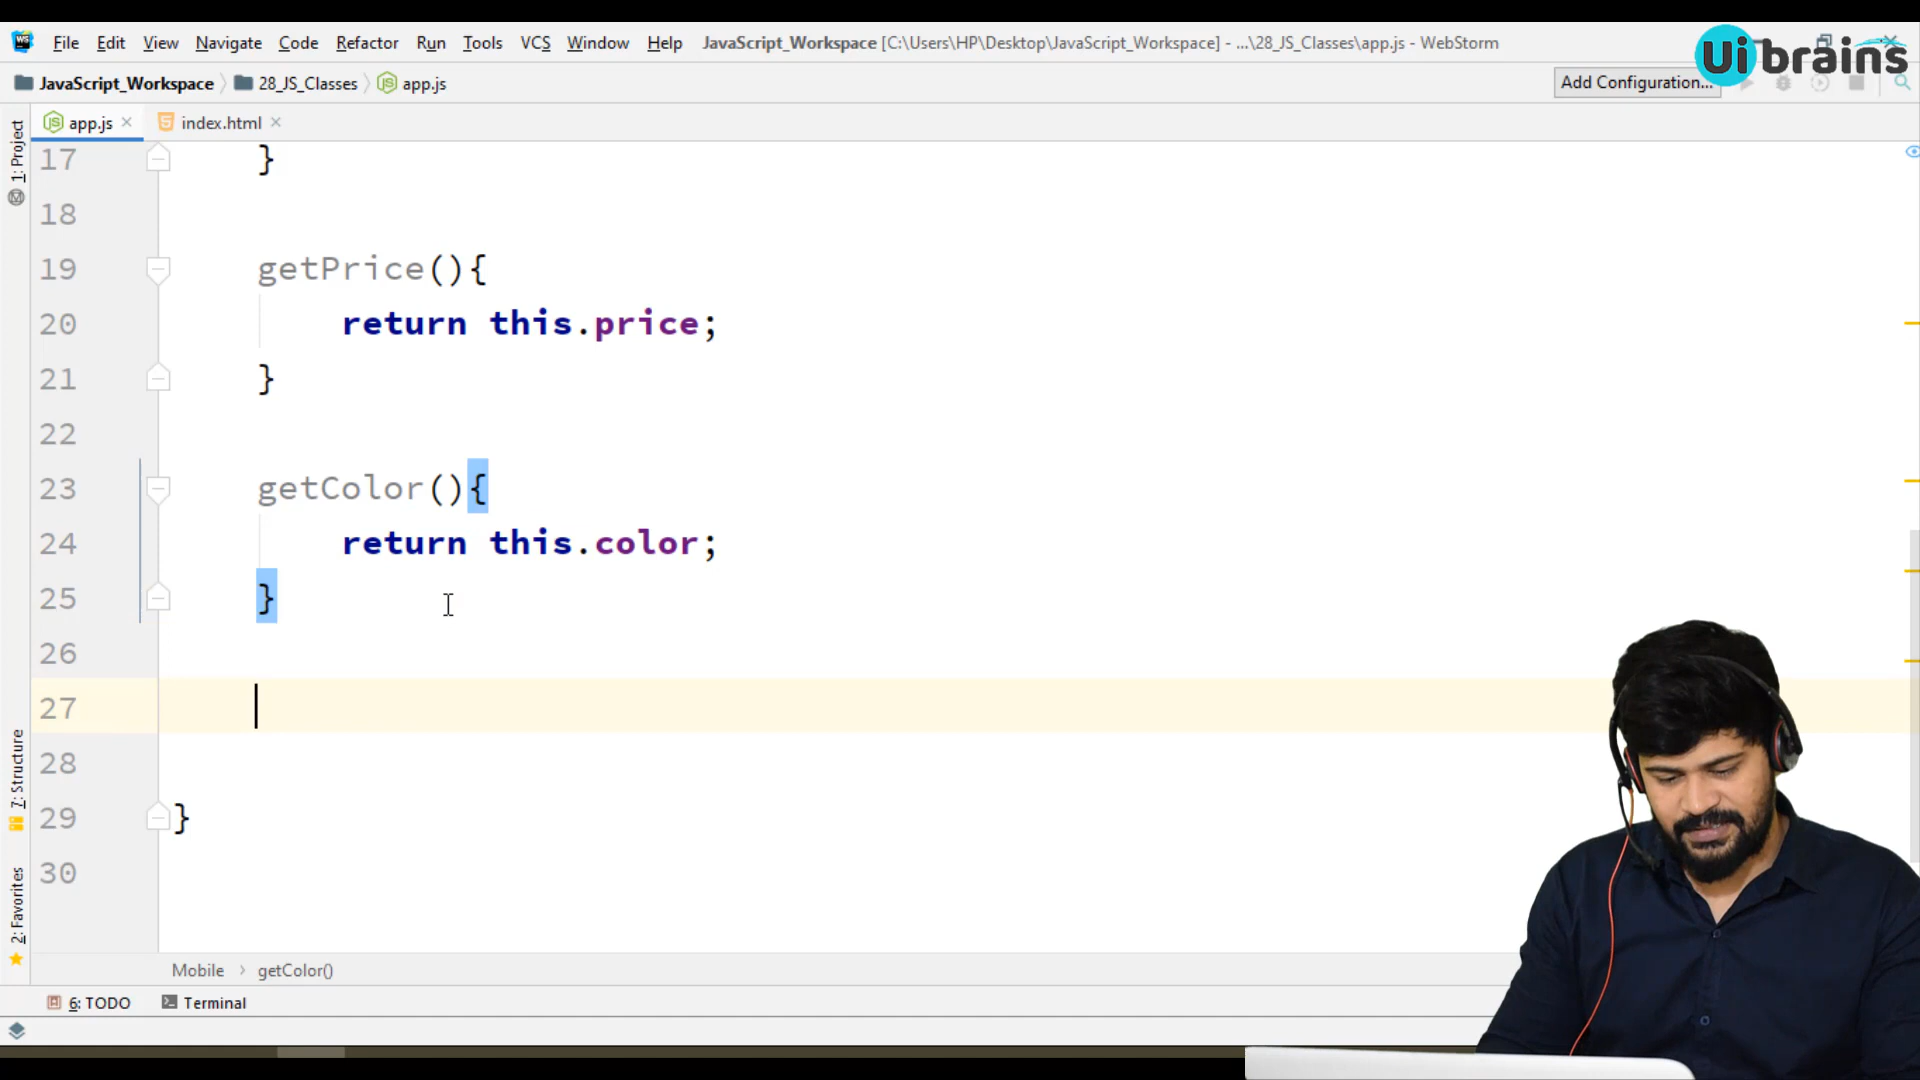 File Edit View Navigate Code Refactor Run Tools VCS Window Help JavaScript_Workspace [C:\Users\HP\Desktop\JavaScript_Workspace] - ...\28_JS_Classes\app.js - WebStorm
Ui brains
JavaScript_Workspace 28_JS_Classes app.js Add Configuration...
app.js index.html
1: Project
17 }
18
19 getPrice(){
20 return this.price;
21 }
22
23 getColor(){
24 return this.color;
25 }
26
27
28
29 }
30
7: Structure
2: Favorites
Mobile getColor()
6: TODO Terminal